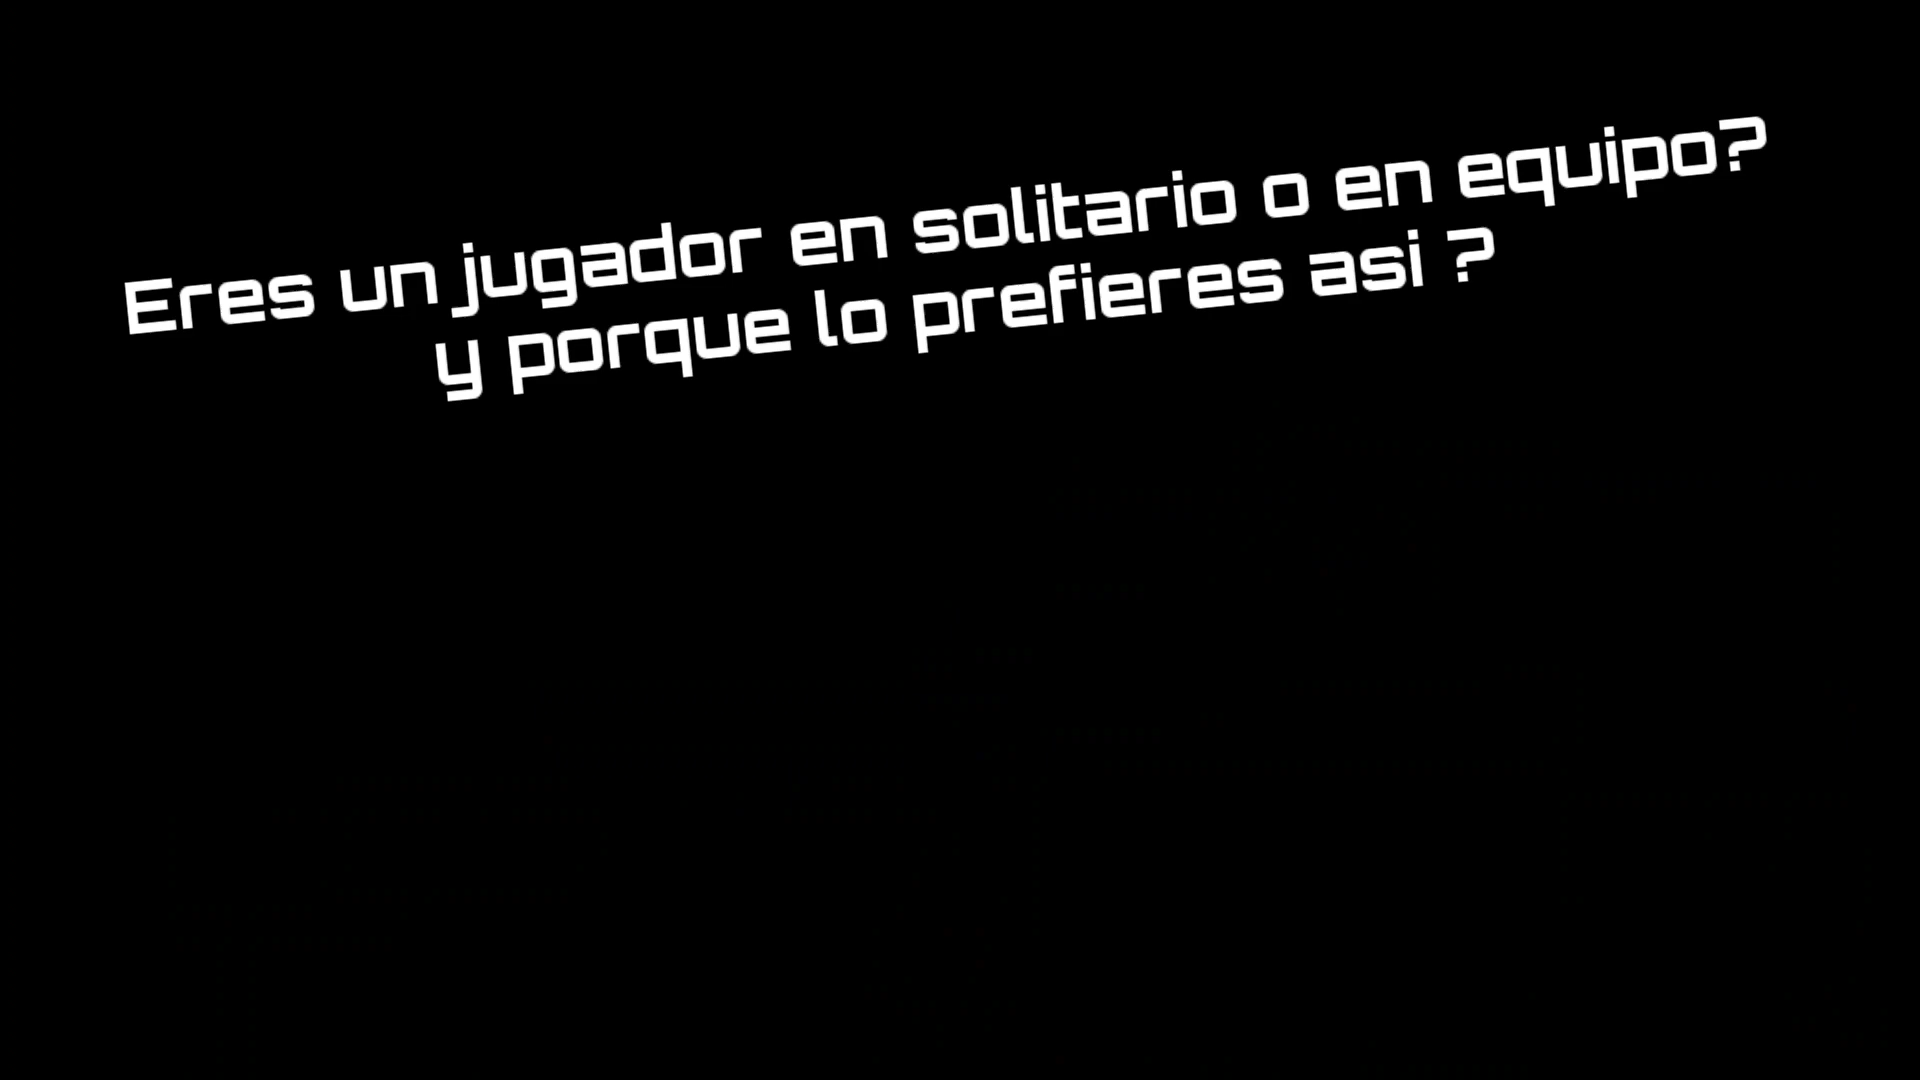 Eres un jugador en solitario o en equipo?
y porque lo prefieres asi ?